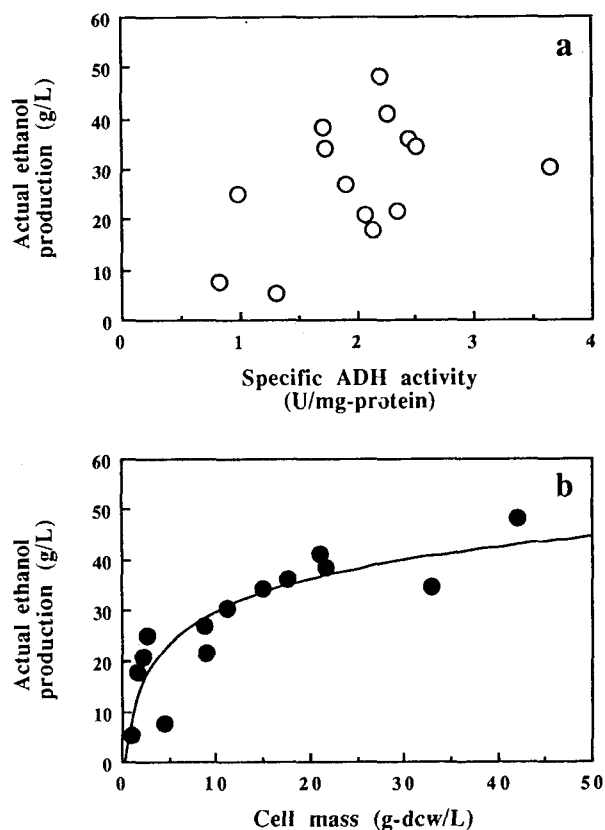 a
Actual ethanol
production (g/L)
60
50
40
30
20
10
0
0 1 2 3 4
Specific ADH activity
(U/mg-protein)
b
Actual ethanol
production (g/L)
60
50
40
30
20
10
0
0 10 20 30 40 50
Cell mass (g-dcw/L)